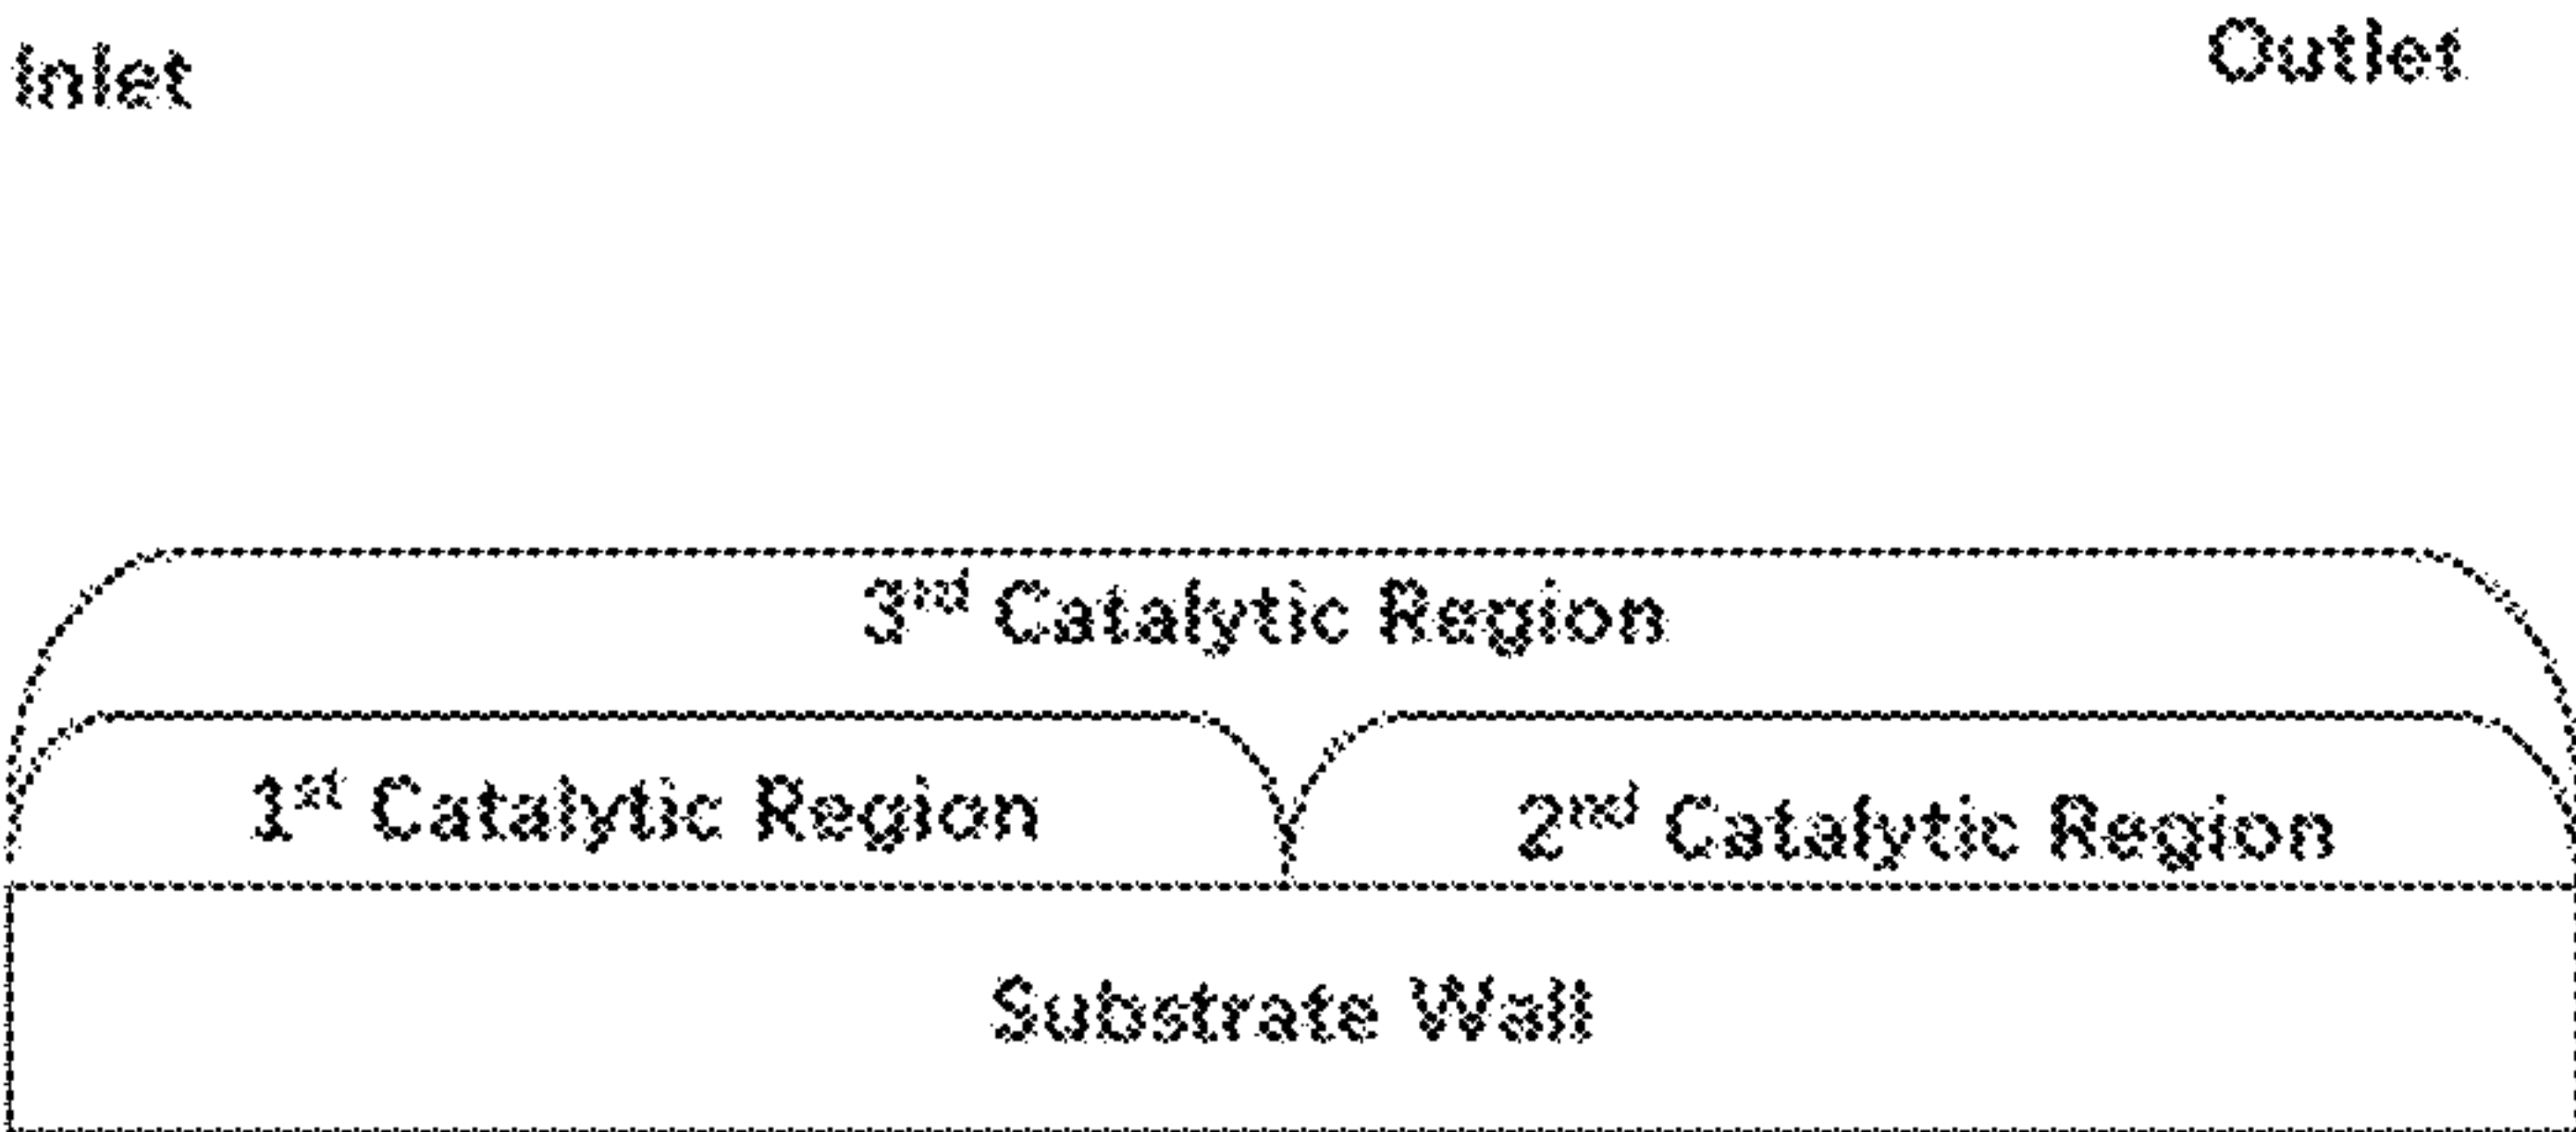 Inlet
Outlet
3rd Catalytic Region
1st Catalytic Region
2nd Catalytic Region
Substrate Wall